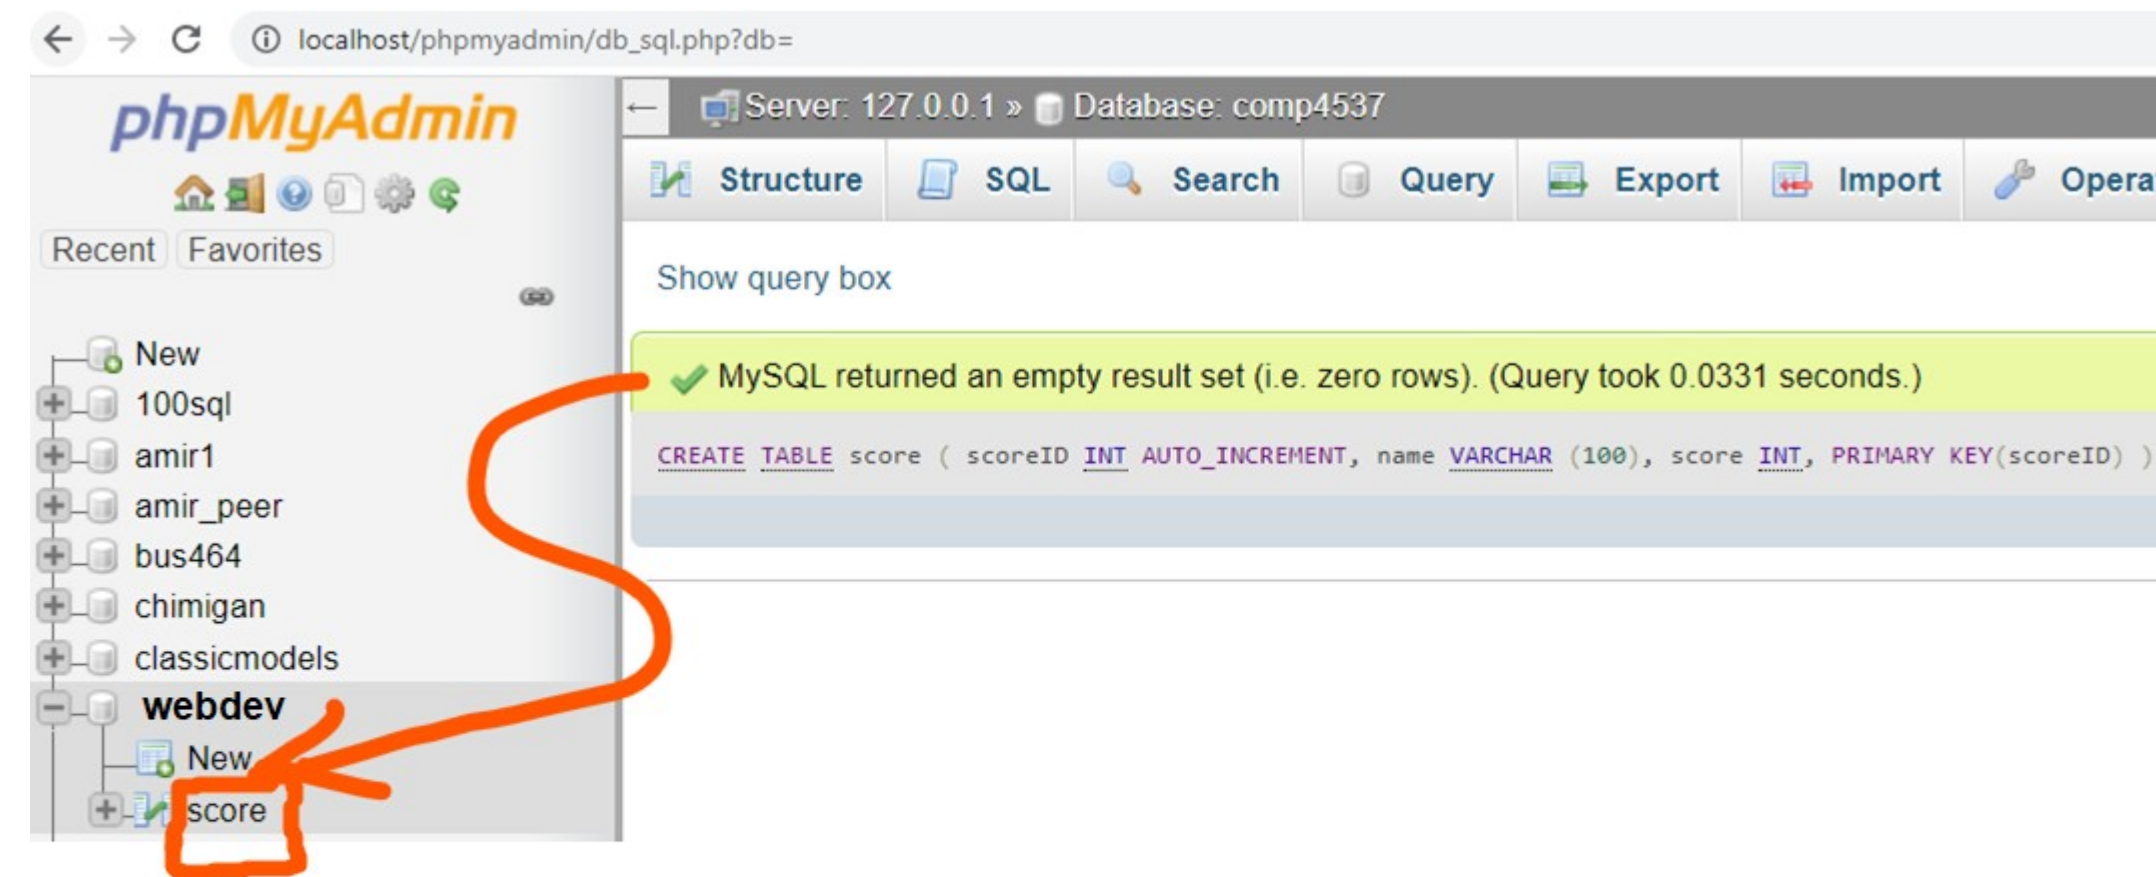 localhost/phpmyadmin/db_sql.php?db=
phpMyAdmin
Recent Favorites
New
100sql
amir1
amir_peer
bus464
chimigan
classicmodels
webdev
New
score
Server: 127.0.0.1 » Database: comp4537
Structure SQL Search Query Export Import Opera
Show query box
MySQL returned an empty result set (i.e. zero rows). (Query took 0.0331 seconds.)
CREATE TABLE score ( scoreID INT AUTO_INCREMENT, name VARCHAR (100), score INT, PRIMARY KEY(scoreID) )